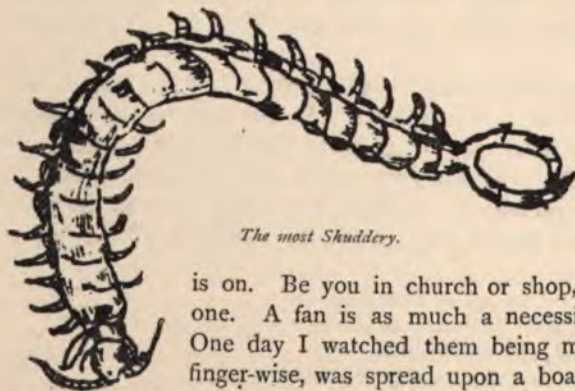 The most Shuddery.
is on. Be you in church or shop,
one. A fan is as much a necessi
One day I watched them being m
finger-wise, was spread upon a boa